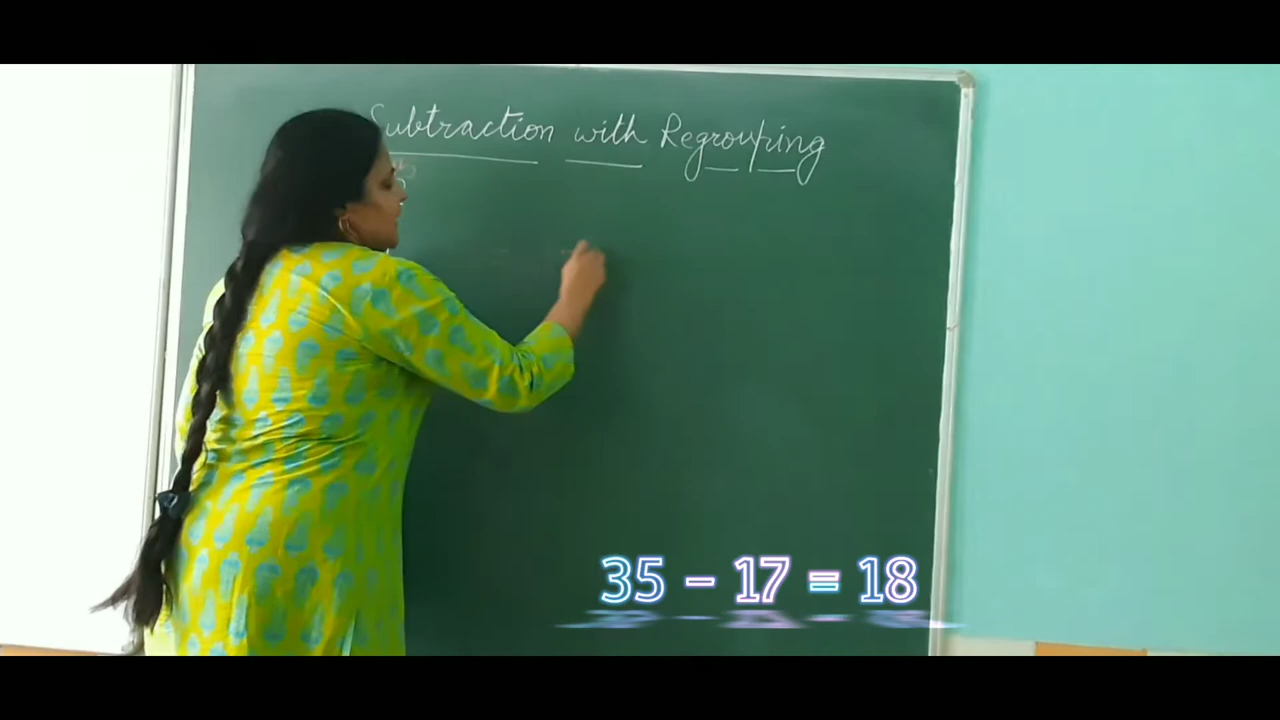 Subtraction with Regrouping
35 - 17 = 18